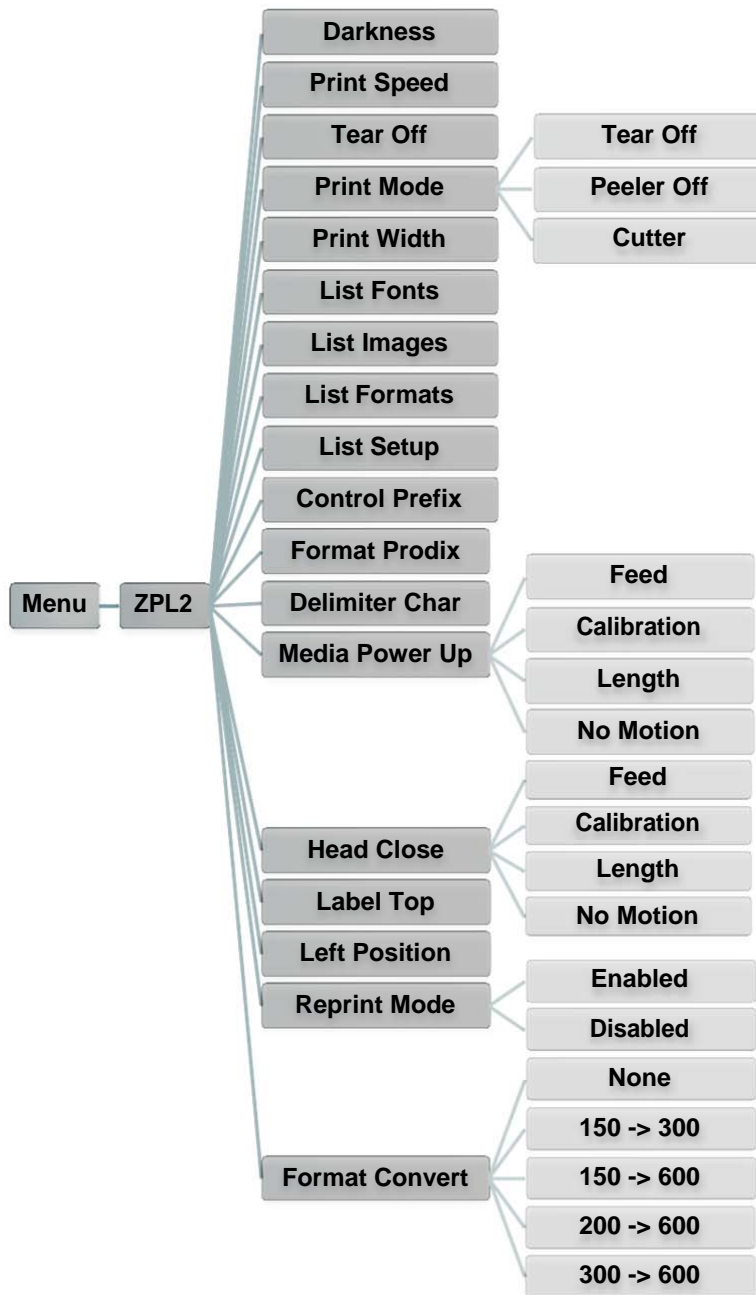 Menu
ZPL2
Darkness
Print Speed
Tear Off
Print Mode
Tear Off
Peeler Off
Cutter
Print Width
List Fonts
List Images
List Formats
List Setup
Control Prefix
Format Prodix
Delimiter Char
Media Power Up
Feed
Calibration
Length
No Motion
Head Close
Feed
Calibration
Length
No Motion
Label Top
Left Position
Reprint Mode
Enabled
Disabled
Format Convert
None
150 -> 300
150 -> 600
200 -> 600
300 -> 600